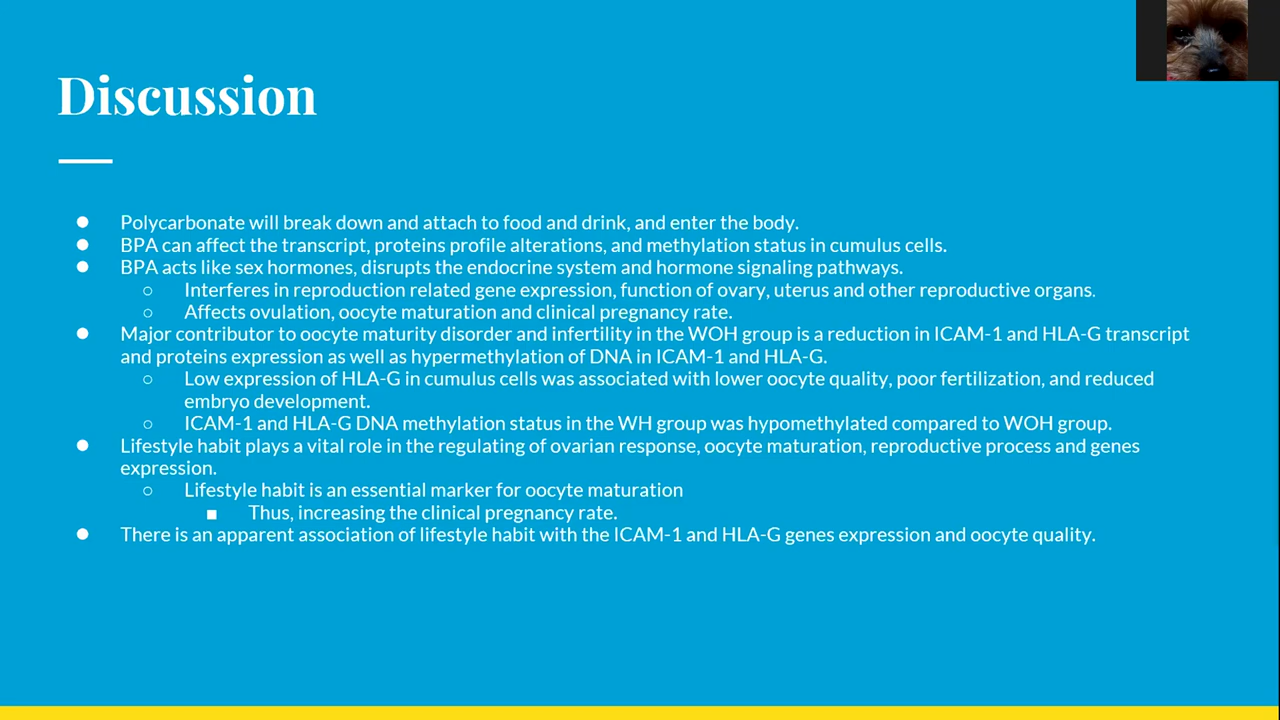 Discussion
Polycarbonate will break down and attach to food and drink, and enter the body.
BPA can affect the transcript, proteins profile alterations, and methylation status in cumulus cells.
BPA acts like sex hormones, disrupts the endocrine system and hormone signaling pathways.
Interferes in reproduction related gene expression, function of ovary, uterus and other reproductive organs.
Affects ovulation, oocyte maturation and clinical pregnancy rate.
Major contributor to oocyte maturity disorder and infertility in the WOH group is a reduction in ICAM-1 and HLA-G transcript
and proteins expression as well as hypermethylation of DNA in ICAM-1 and HLA-G.
Low expression of HLA-G in cumulus cells was associated with lower oocyte quality, poor fertilization, and reduced
embryo development.
ICAM-1 and HLA-G DNA methylation status in the WH group was hypomethylated compared to WOH group.
Lifestyle habit plays a vital role in the regulating of ovarian response, oocyte maturation, reproductive process and genes
expression.
Lifestyle habit is an essential marker for oocyte maturation
Thus, increasing the clinical pregnancy rate.
There is an apparent association of lifestyle habit with the ICAM-1 and HLA-G genes expression and oocyte quality.